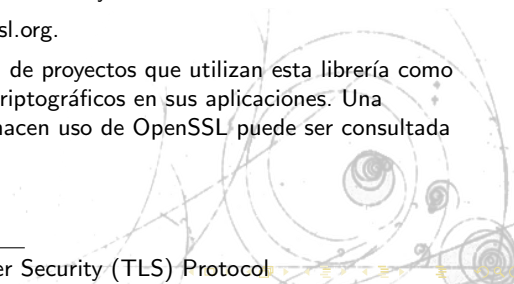 sl.org.
de proyectos que utilizan esta librería como
riptográficos en sus aplicaciones. Una
nacen uso de OpenSSL puede ser consultada
er Security (TLS) Protocol